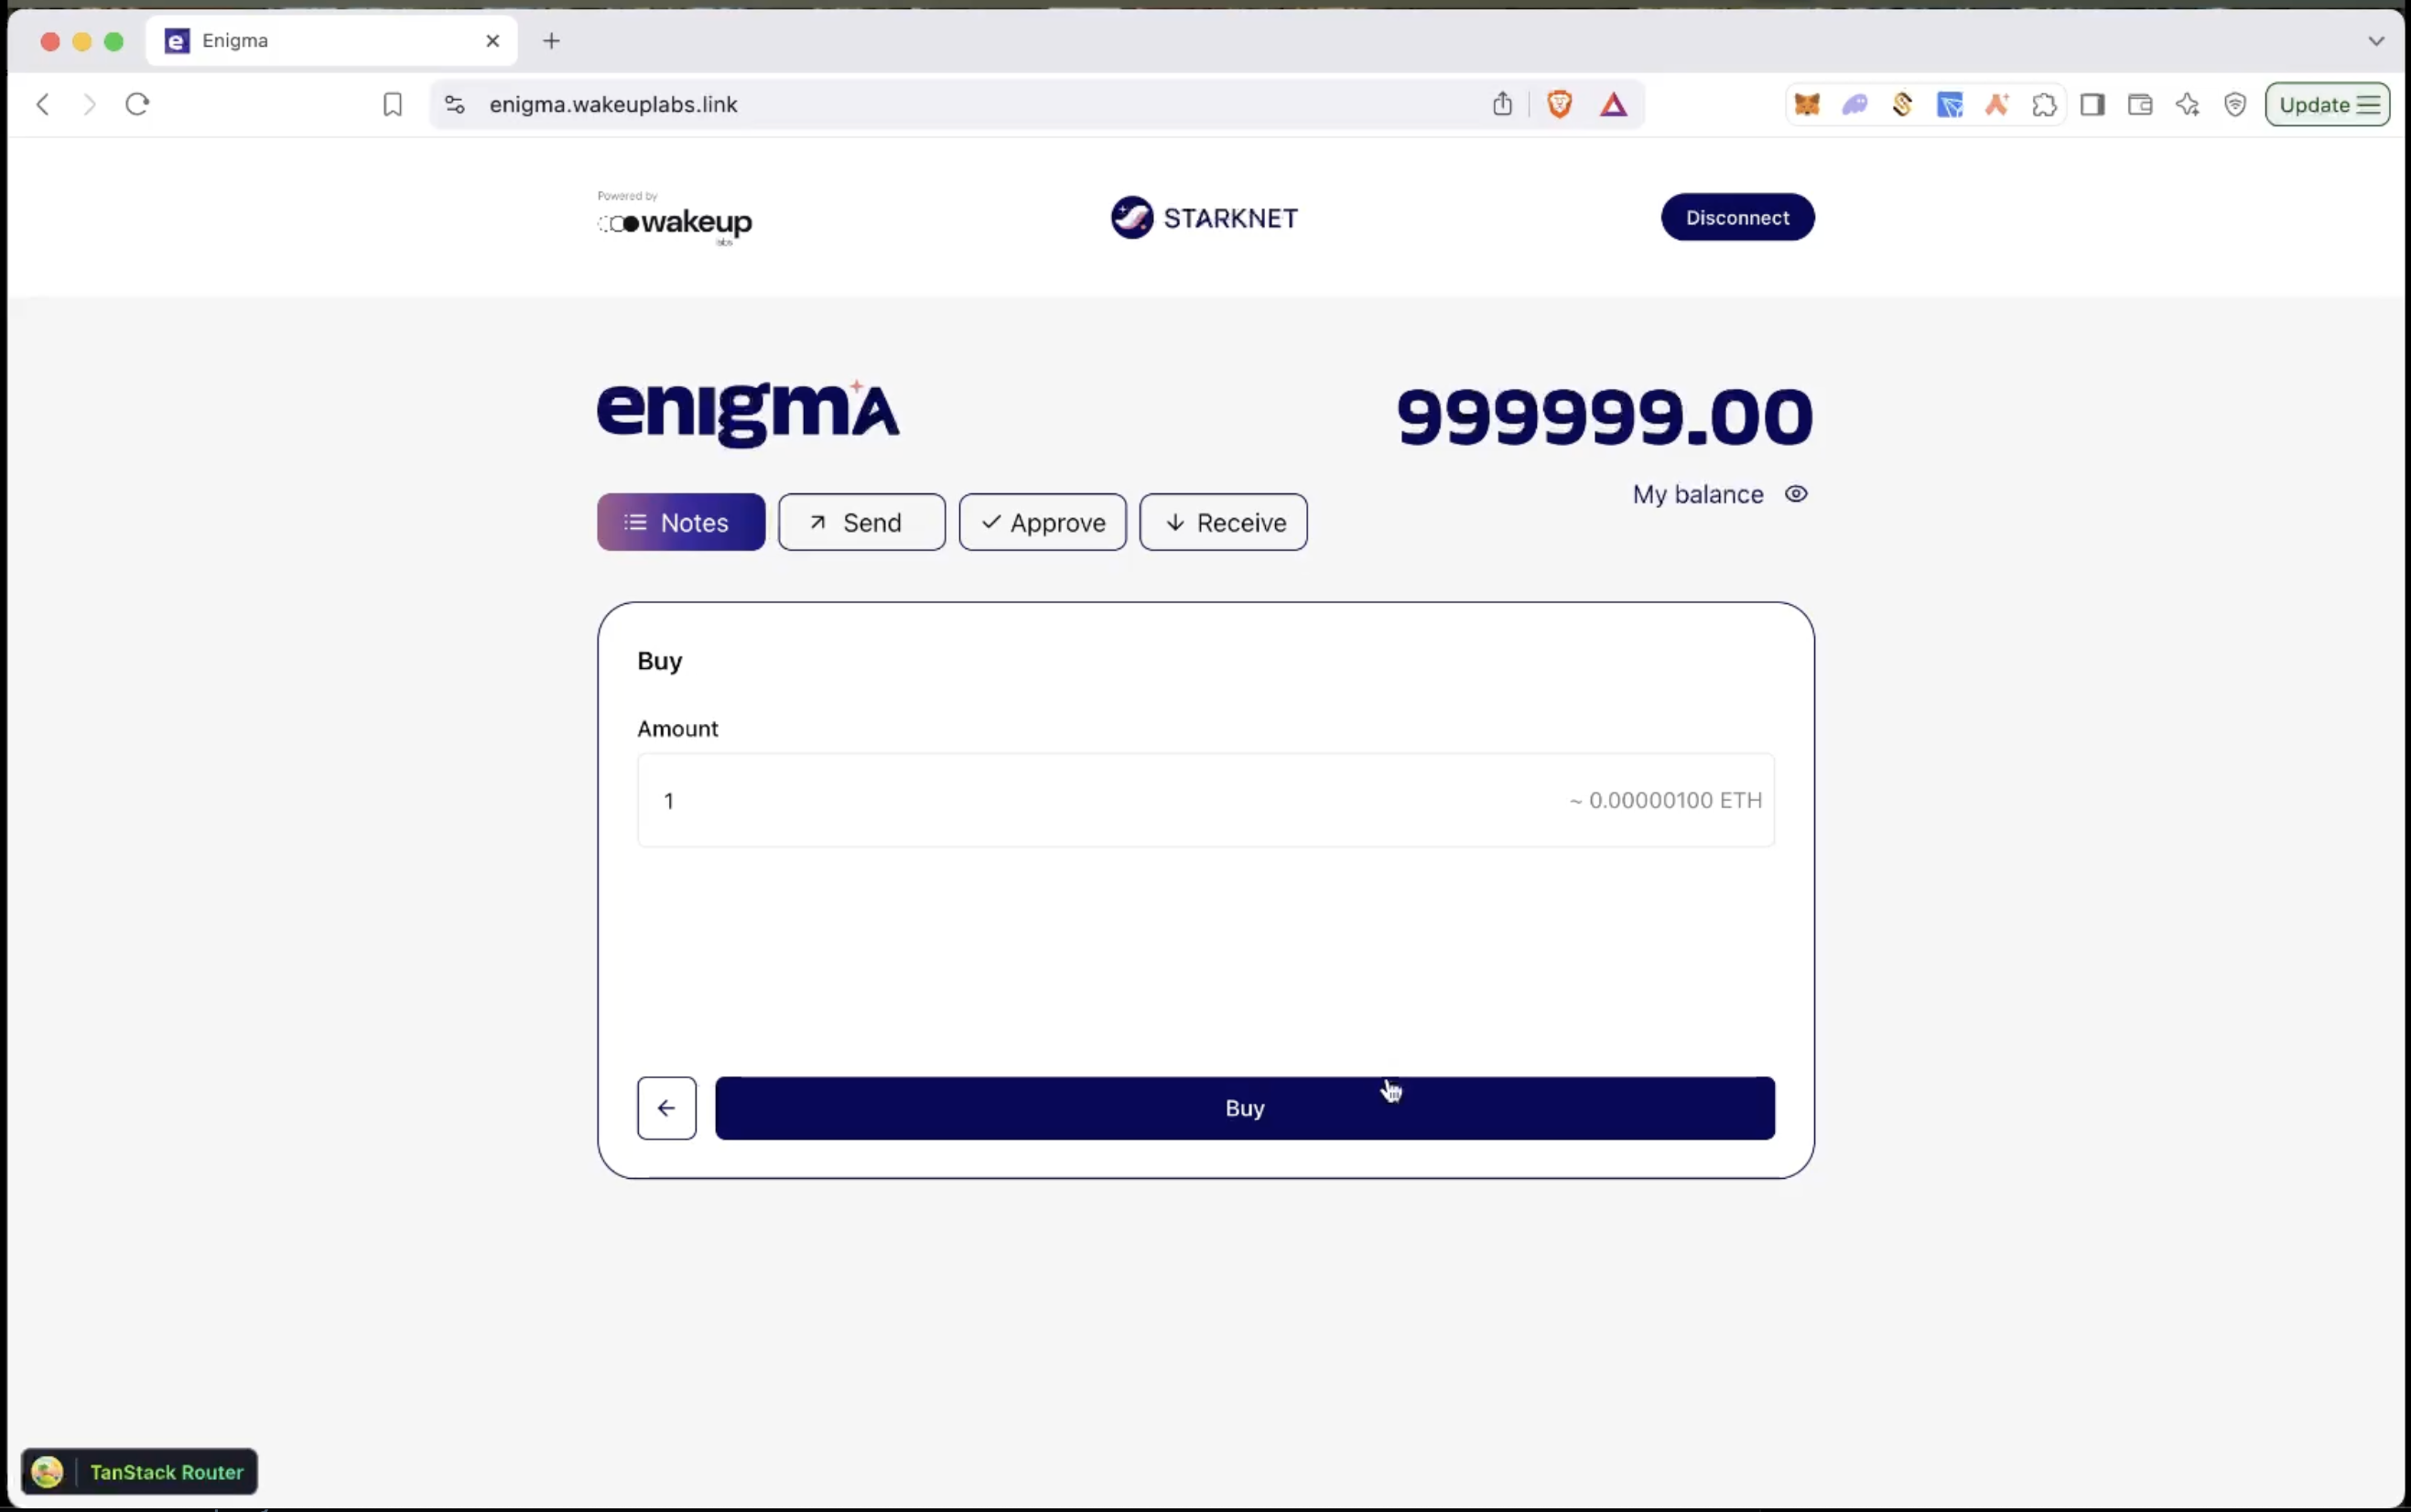 Enigma
enigma.wakeuplabs.link
Update
Powered by
wakeup
labs
STARKNET
Disconnect
enigma
999999.00
My balance
Notes
Send
Approve
Receive
Buy
Amount
1
~ 0.00000100 ETH
Buy
TanStack Router